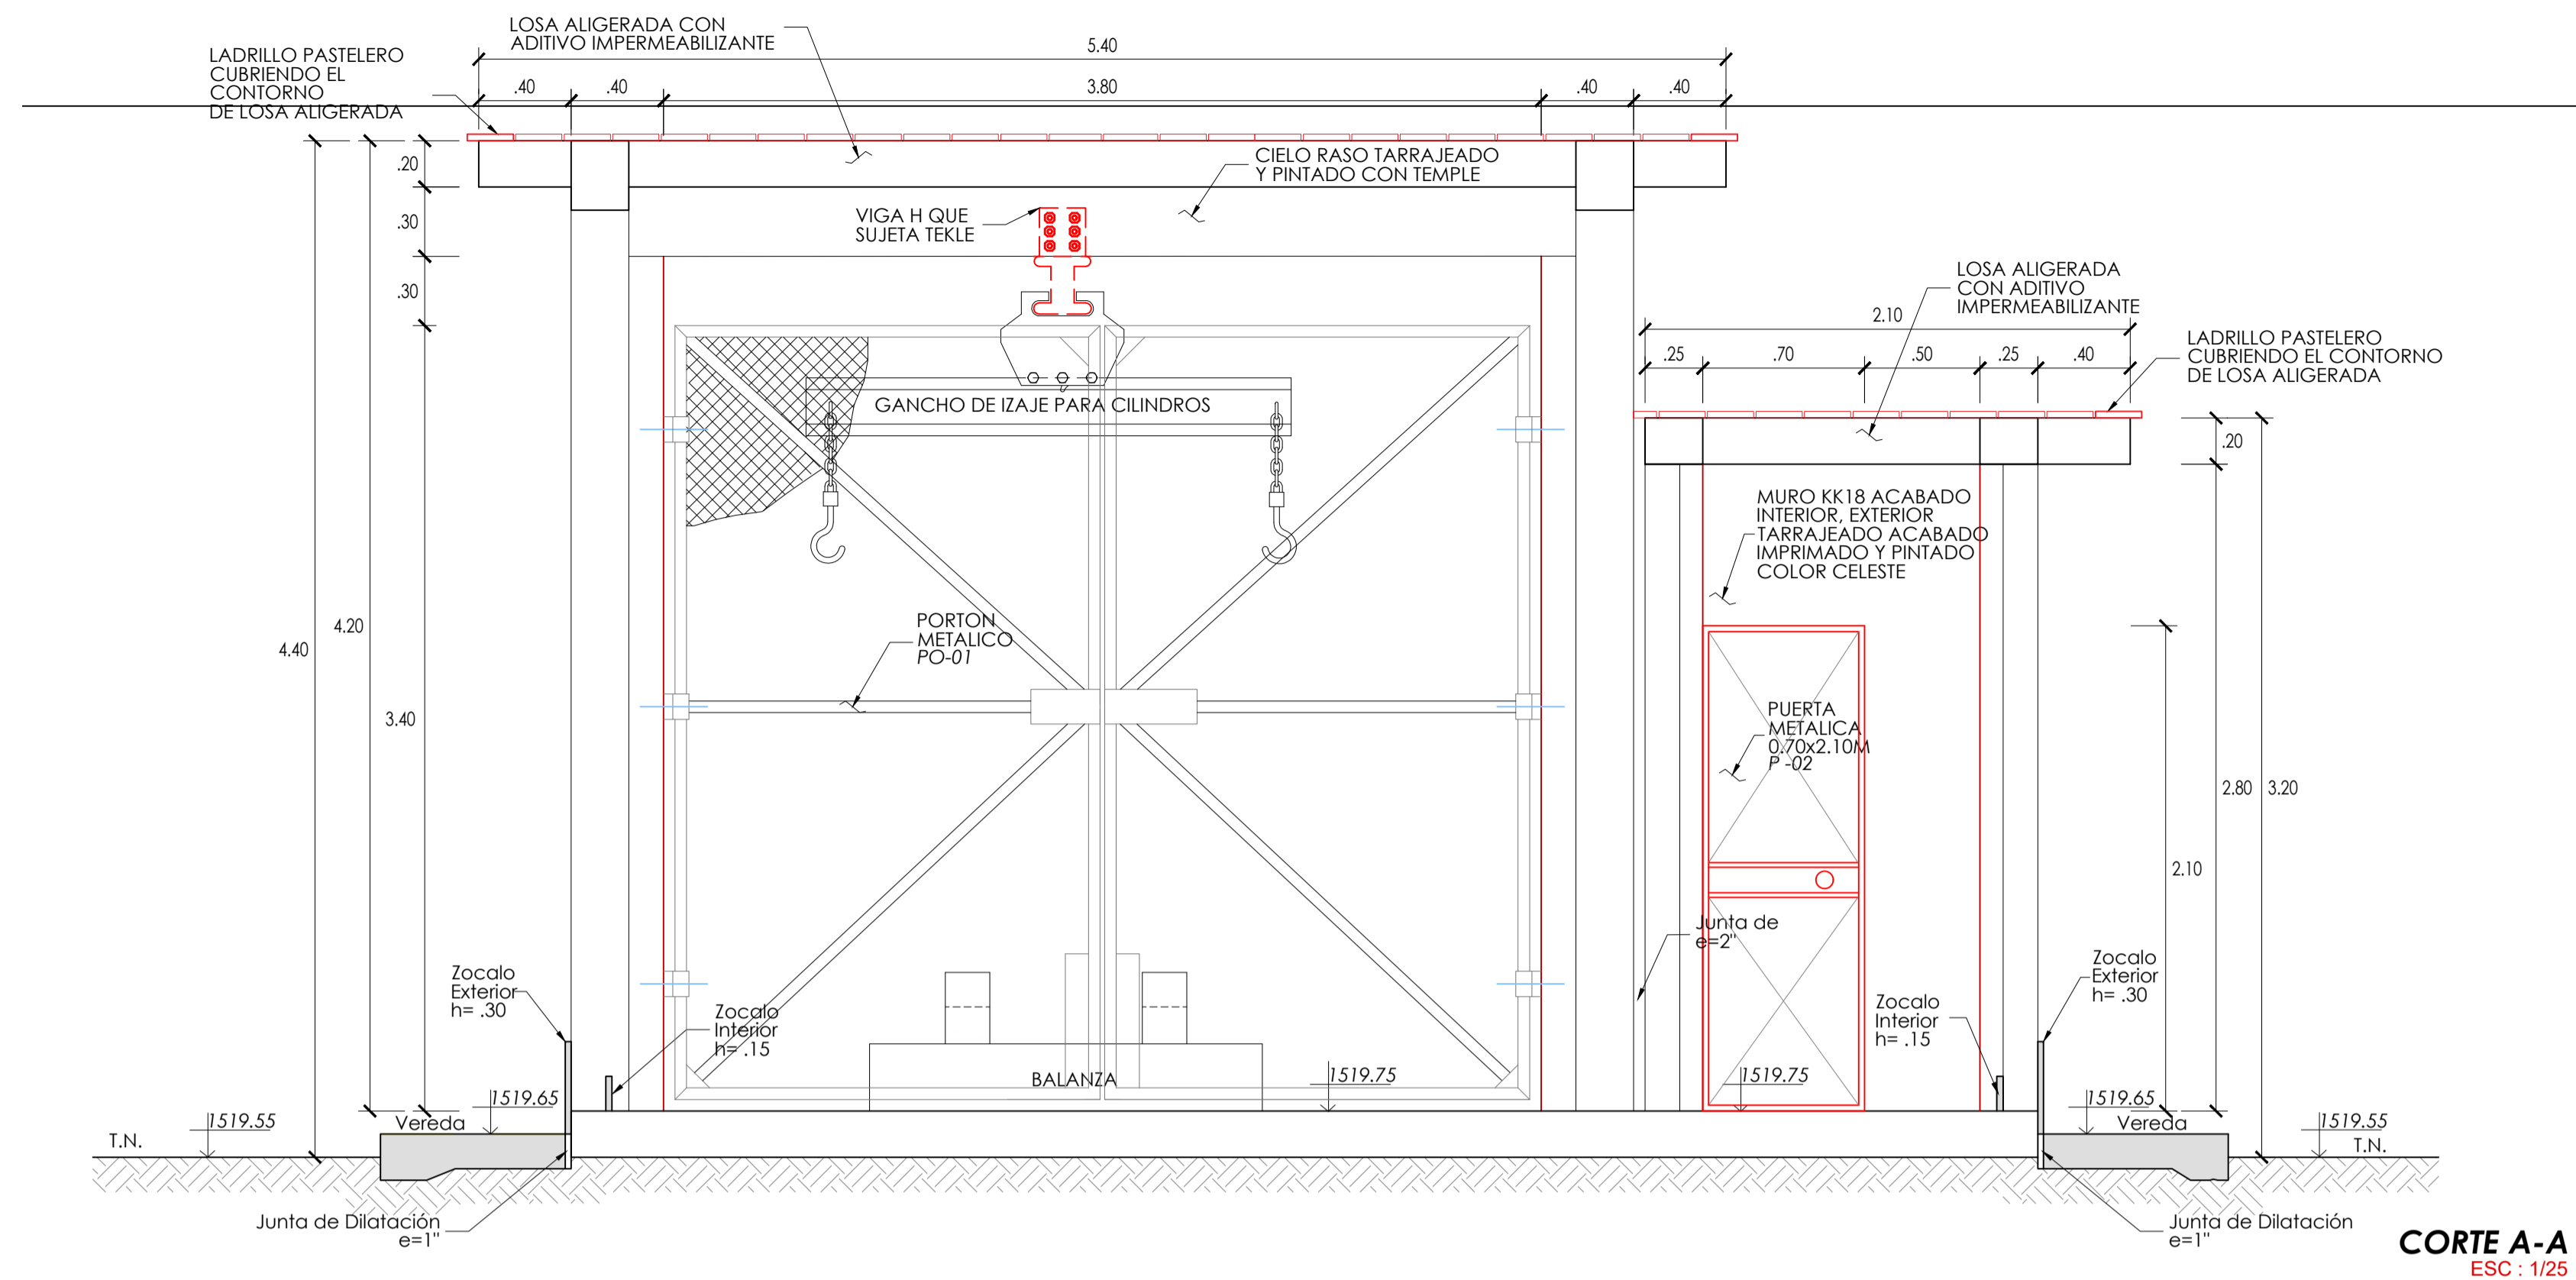 LOSA ALIGERADA CON
ADITIVO IMPERMEABILIZANTE
LADRILLO PASTELERO
CUBRIENDO EL
CONTORNO
DE LOSA ALIGERADA
5.40
.40
.40
3.80
.40
.40
CIELO RASO TARRAJEADO
Y PINTADO CON TEMPLE
VIGA H QUE
SUJETA TEKLE
.20
.30
.30
LOSA ALIGERADA
CON ADITIVO
IMPERMEABILIZANTE
2.10
.25
.70
.50
.25
.40
LADRILLO PASTELERO
CUBRIENDO EL CONTORNO
DE LOSA ALIGERADA
GANCHO DE IZAJE PARA CILINDROS
.20
MURO KK18 ACABADO
INTERIOR, EXTERIOR
TARRAJEADO ACABADO
IMPRIMADO Y PINTADO
COLOR CELESTE
4.40
4.20
3.40
PORTON
METALICO
PO-01
PUERTA
METALICA
0.70x2.10M
P -02
2.10
2.80
3.20
Junta de
e=2"
Zocalo
Exterior
h= .30
Zocalo
Interior
h= .15
Zocalo
Interior
h= .15
Zocalo
Exterior
h= .30
BALANZA
1519.75
1519.75
1519.65
Vereda
1519.55
T.N.
1519.65
Vereda
1519.55
T.N.
Junta de Dilatación
e=1"
Junta de Dilatación
e=1"
CORTE A-A
ESC : 1/25